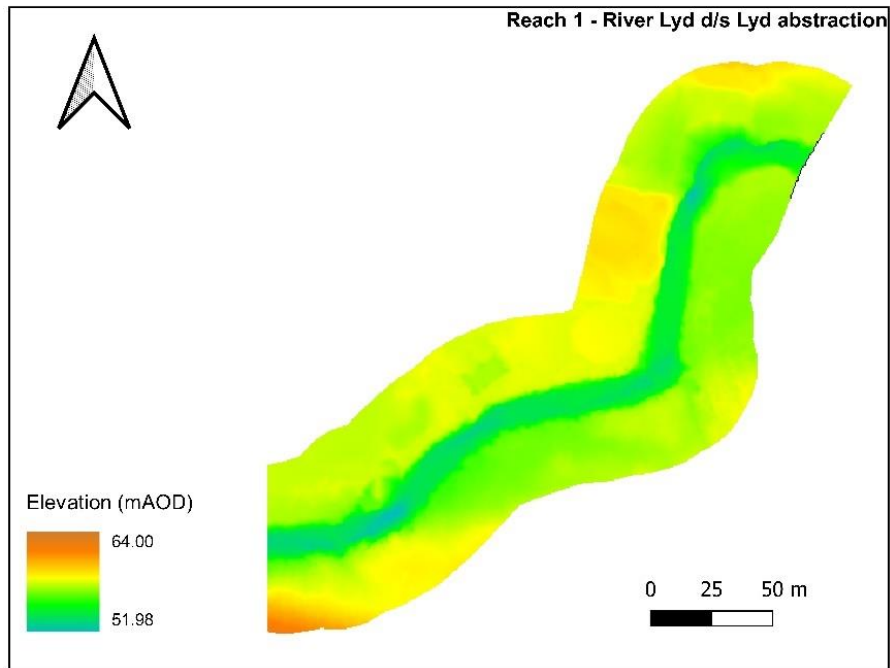 Reach 1 - River Lyd d/s Lyd abstraction
Elevation (mAOD)
64.00
51.98
0 25 50 m